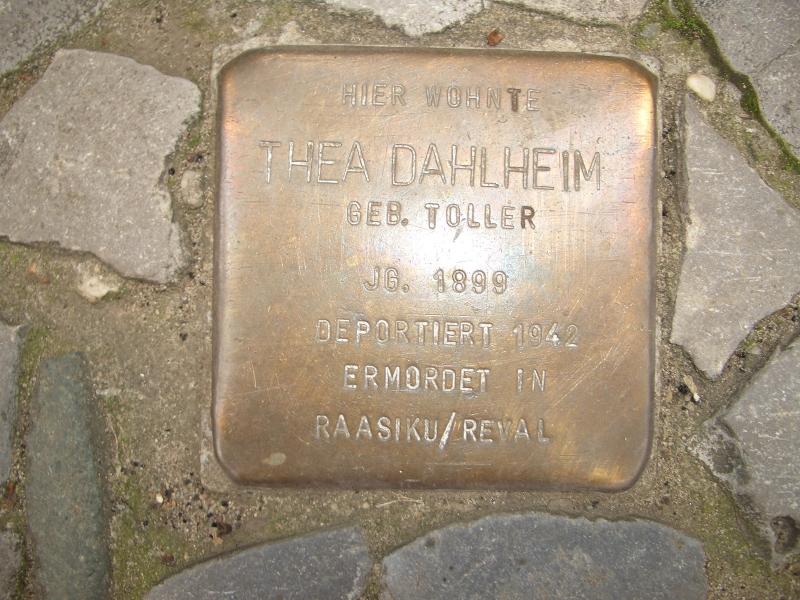 HIER WOHNTE
THEA DAHLHEIM
GEB. TOLLER
JG. 1899
DEPORTIERT 1942
ERMORDET IN
RAASIKU/REVAL